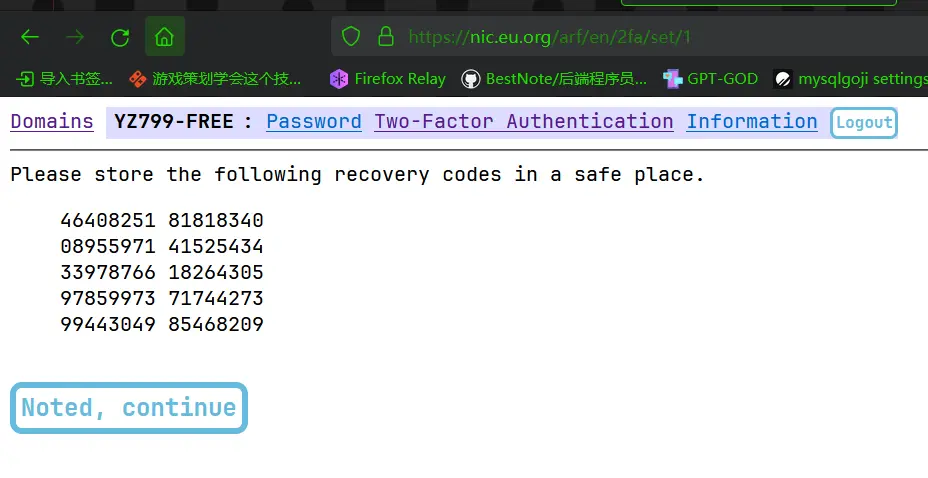 https://nic.eu.org/arf/en/2fa/set/1
导入书签... 游戏策划学会这个技... Firefox Relay BestNote/后端程序员... GPT-GOD mysqlgoji settings
Domains YZ799-FREE : Password Two-Factor Authentication Information Logout
Please store the following recovery codes in a safe place.
46408251 81818340
08955971 41525434
33978766 18264305
97859973 71744273
99443049 85468209
Noted, continue